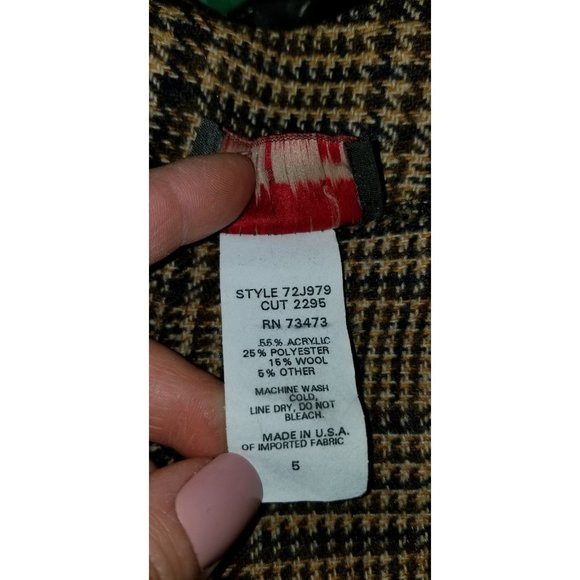 STYLE 72J979
CUT 2295
RN 73473
55% ACRYLIC
25% POLYESTER
15% WOOL
5% OTHER
MACHINE WASH
COLD,
LINE DRY, DO NOT
BLEACH.
MADE IN U.S.A.
OF IMPORTED FABRIC
5